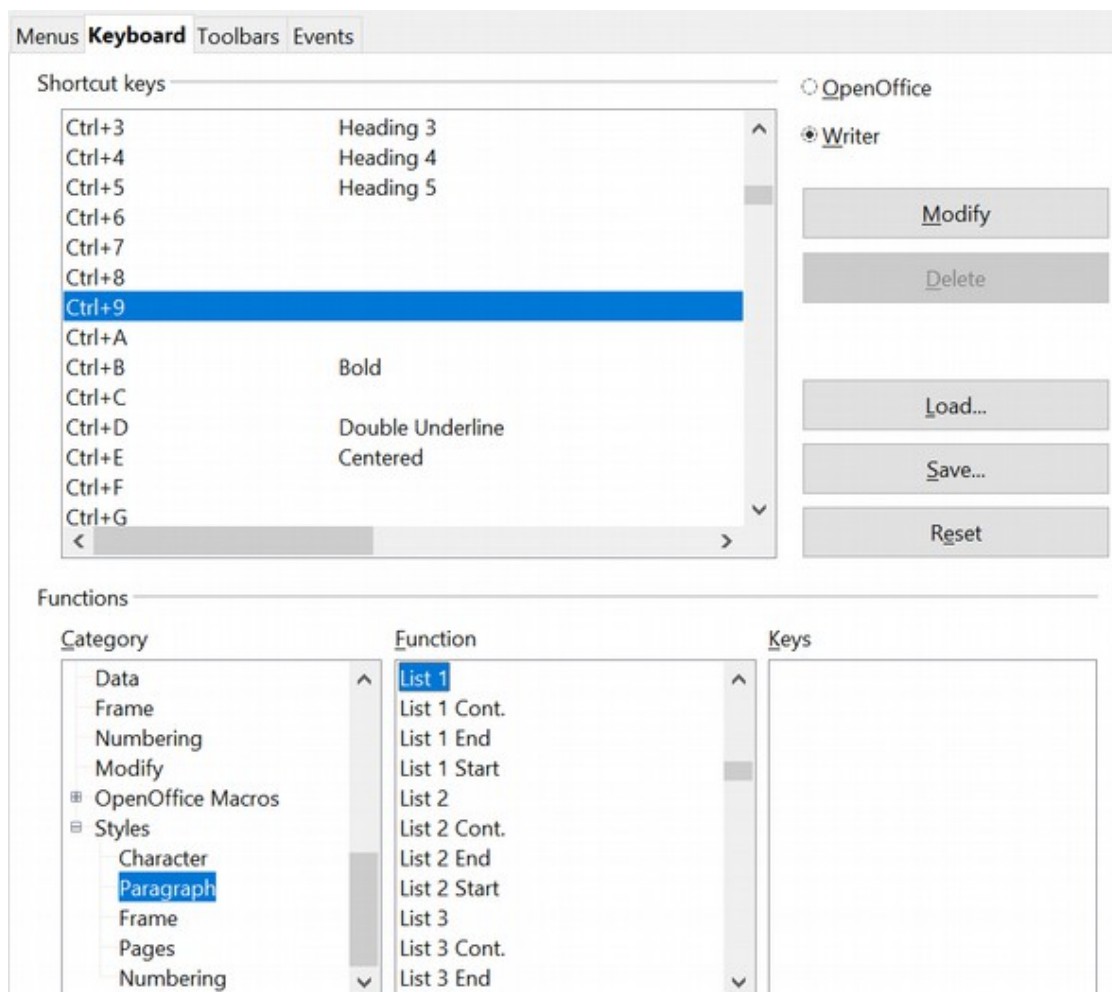 Menus Keyboard Toolbars Events
Shortcut keys
OpenOffice
Writer
Ctrl+3 Heading 3
Ctrl+4 Heading 4
Ctrl+5 Heading 5
Ctrl+6
Ctrl+7
Ctrl+8
Ctrl+9
Ctrl+A
Ctrl+B Bold
Ctrl+C
Ctrl+D Double Underline
Ctrl+E Centered
Ctrl+F
Ctrl+G
Modify
Delete
Load...
Save...
Reset
Functions
Category
Data
Frame
Numbering
Modify
OpenOffice Macros
Styles
Character
Paragraph
Frame
Pages
Numbering
Function
List 1
List 1 Cont.
List 1 End
List 1 Start
List 2
List 2 Cont.
List 2 End
List 2 Start
List 3
List 3 Cont.
List 3 End
Keys